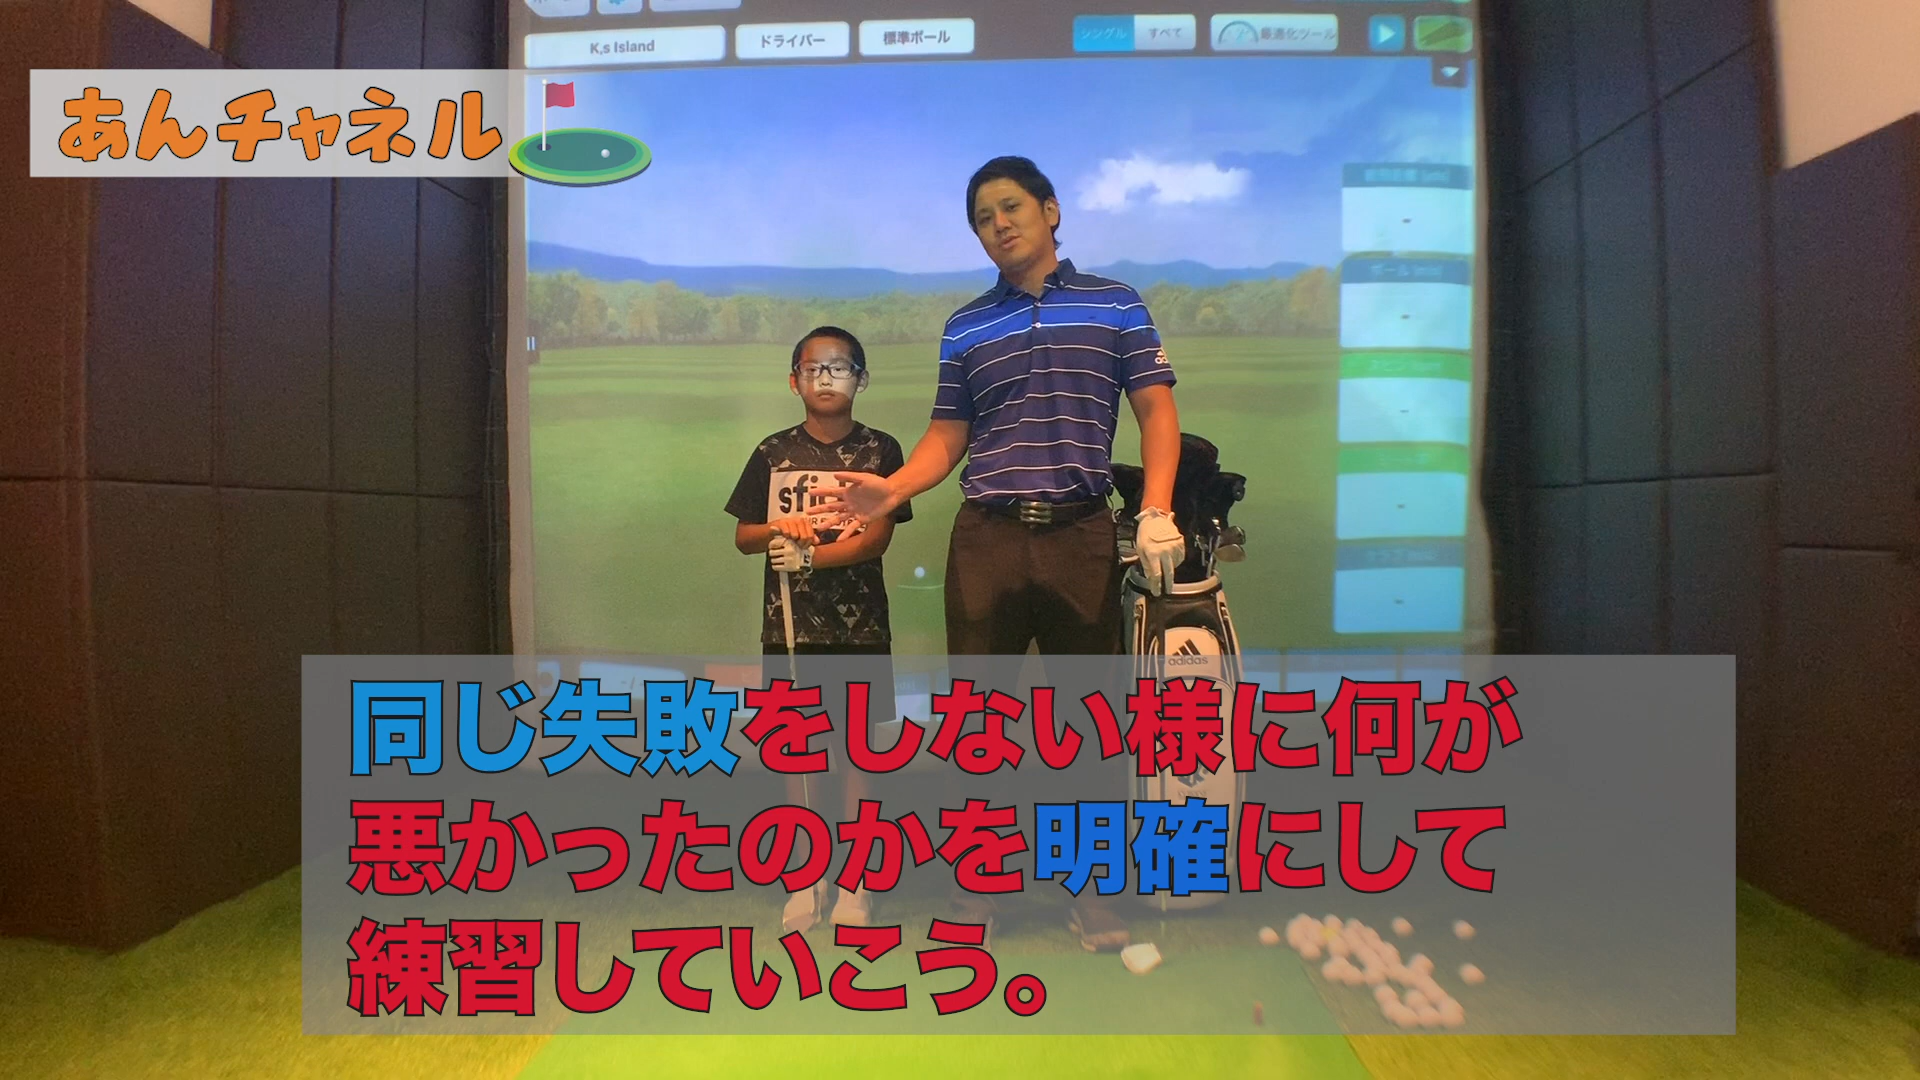 K,s Island
ドライバー
標準ボール
シングル
すべて
最適化ツール
あんチャネル
adidas
同じ失敗をしない様に何が
悪かったのかを明確にして
練習していこう。